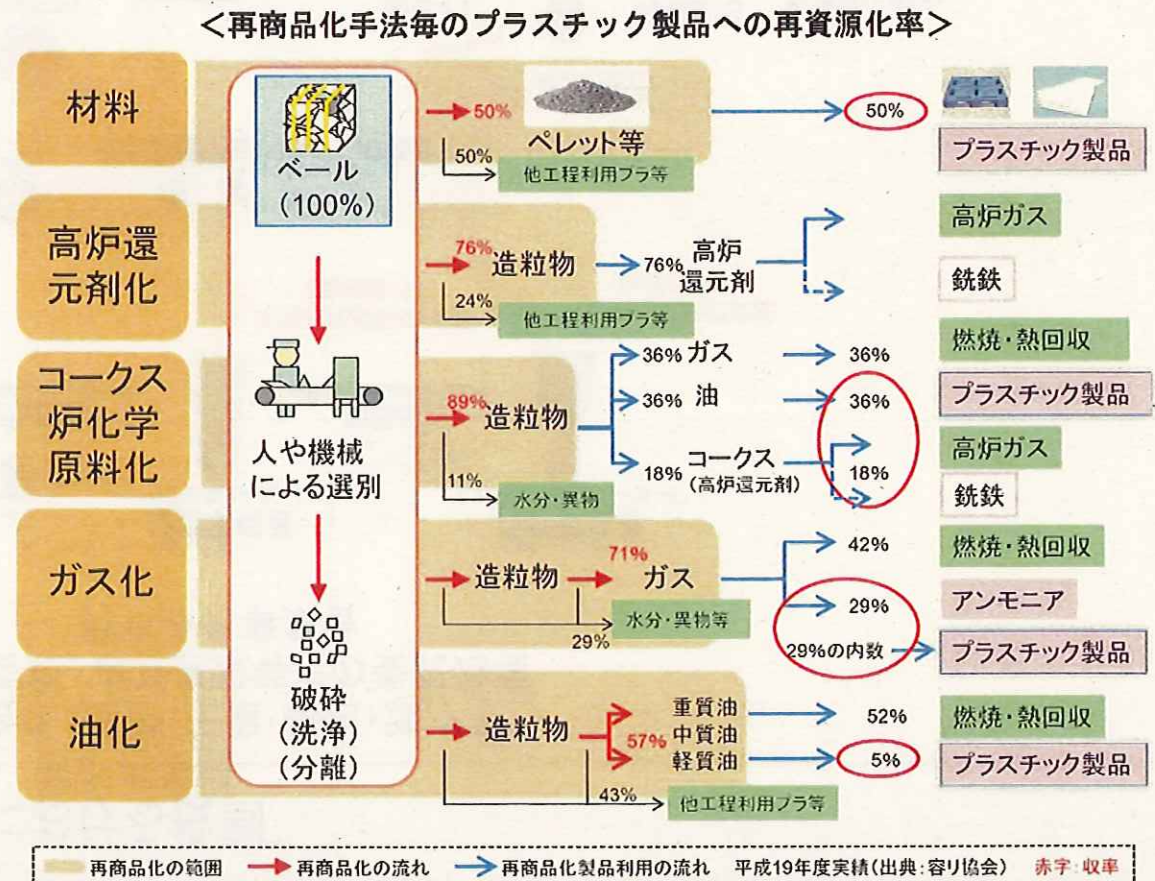 ＜再商品化手法毎のプラスチック製品への再資源化率＞
材料
ベール
（100%）
50%
ペレット等
50%
他工程利用プラ等
50%
プラスチック製品
高炉還
元剤化
76%
造粒物
24%
他工程利用プラ等
76%
高炉
還元剤
高炉ガス
銑鉄
コークス
炉化学
原料化
人や機械
による選別
89%
造粒物
11%
水分・異物
36% ガス
36%
燃焼・熱回収
36% 油
36%
プラスチック製品
18% コークス
（高炉還元剤）
18%
高炉ガス
銑鉄
ガス化
造粒物
71%
ガス
29%
水分・異物等
42%
燃焼・熱回収
29%
アンモニア
29%の内数
プラスチック製品
油化
破砕
（洗浄）
（分離）
造粒物
57%
重質油
中質油
軽質油
43%
他工程利用プラ等
52%
燃焼・熱回収
5%
プラスチック製品
再商品化の範囲 再商品化の流れ 再商品化製品利用の流れ 平成19年度実績（出典：容リ協会） 赤字：収率